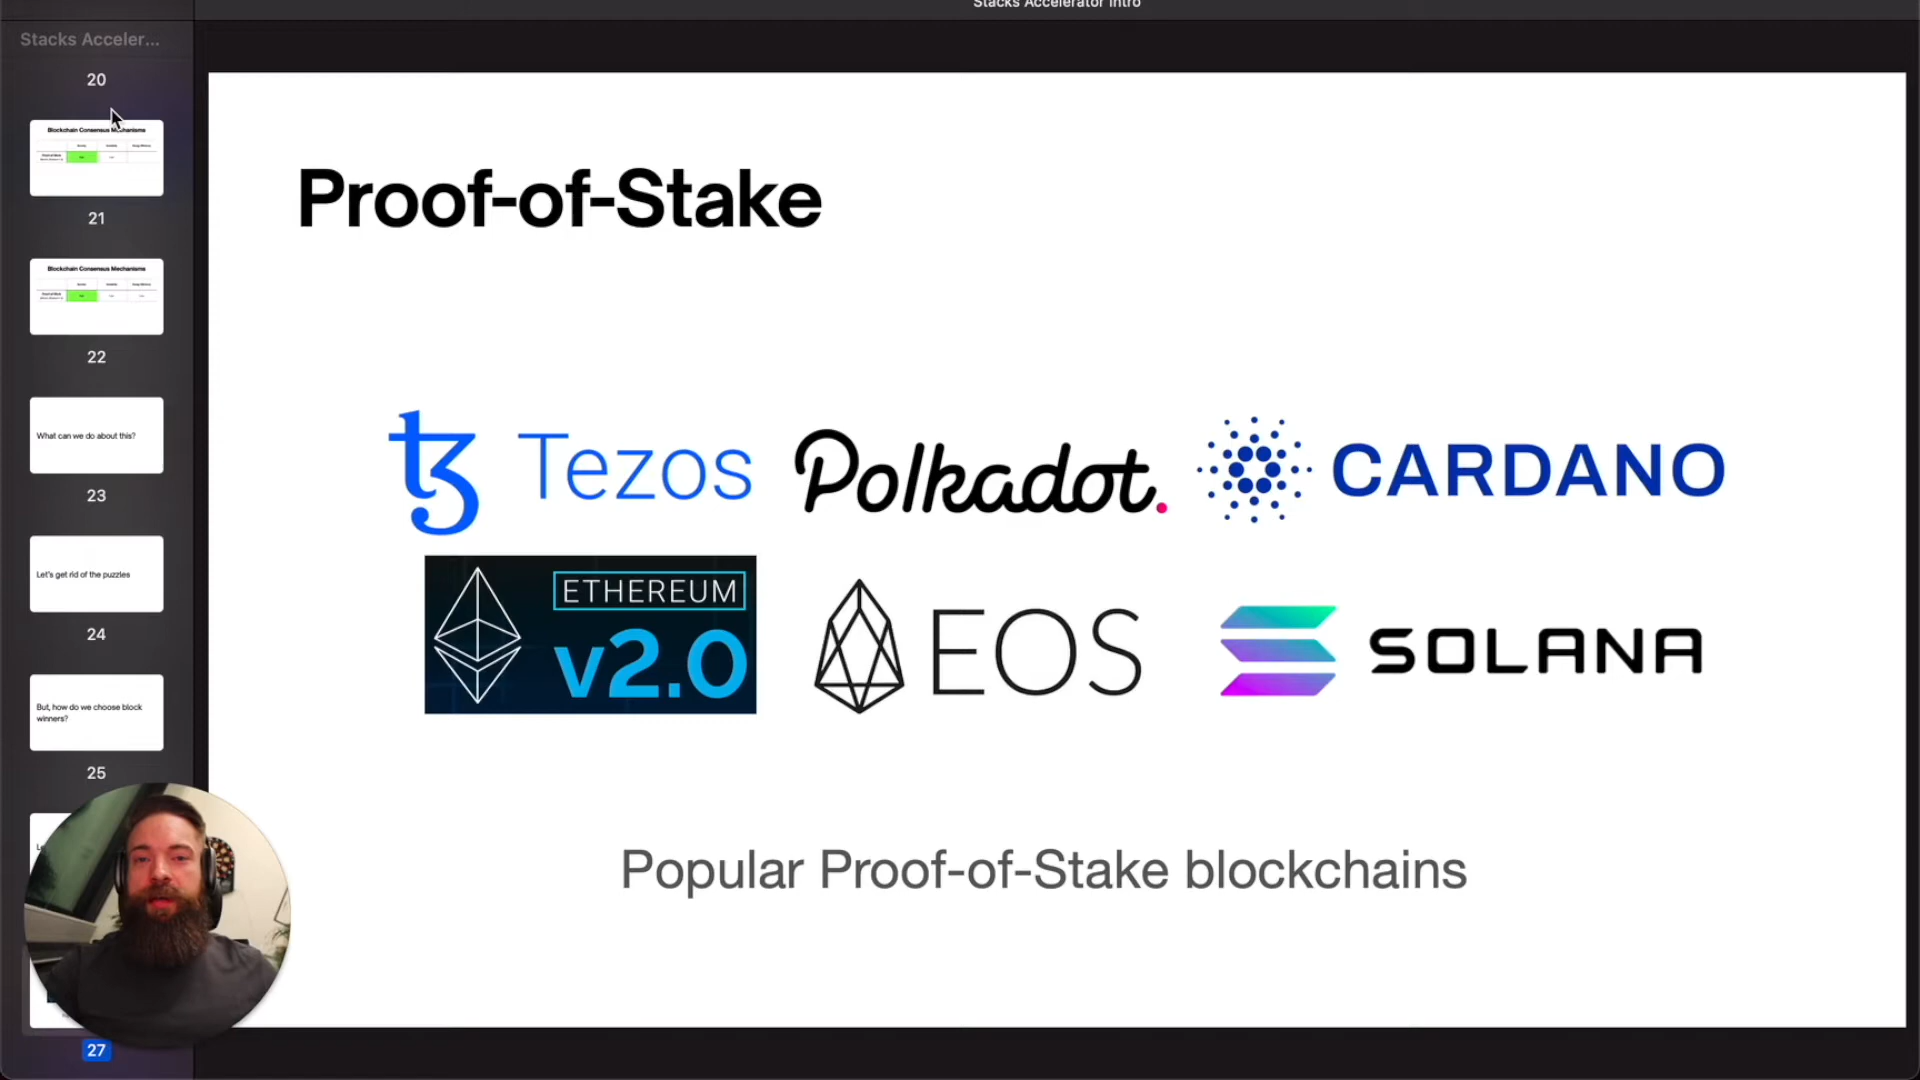 Stacks Accelerator Intro
Stacks Acceler...
20
Blockchain Consensus Mechanisms
21
Blockchain Consensus Mechanisms
22
What can we do about this?
23
Let's get rid of the puzzles
24
But, how do we choose block
winners?
25
27
Proof-of-Stake
Tezos
Polkadot.
CARDANO
ETHEREUM
v2.0
EOS
SOLANA
Popular Proof-of-Stake blockchains